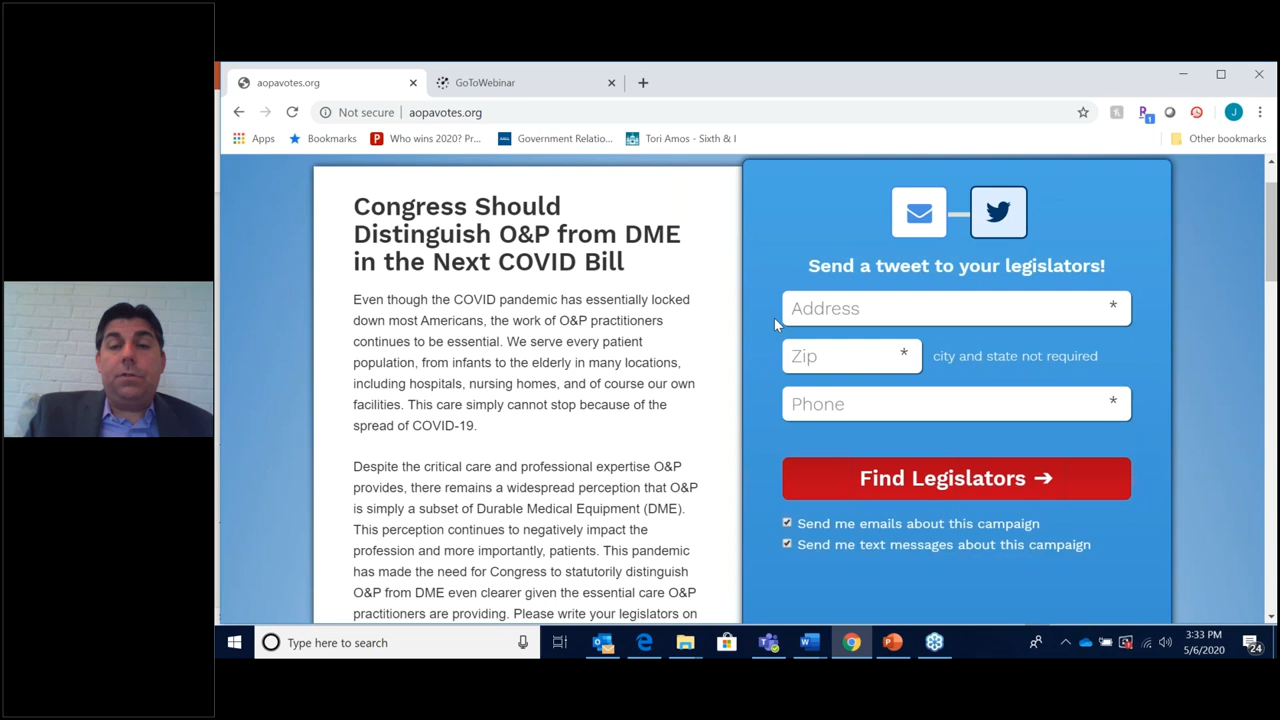 aopavotes.org
GoToWebinar
Not secure
aopavotes.org
J
1
Apps
Bookmarks
Who wins 2020? Pr...
Government Relatio...
Tori Amos - Sixth & I
Other bookmarks
Congress Should
Distinguish O&P from DME
in the Next COVID Bill
Even though the COVID pandemic has essentially locked
down most Americans, the work of O&P practitioners
continues to be essential. We serve every patient
population, from infants to the elderly in many locations,
including hospitals, nursing homes, and of course our own
facilities. This care simply cannot stop because of the
spread of COVID-19.
Despite the critical care and professional expertise O&P
provides, there remains a widespread perception that O&P
is simply a subset of Durable Medical Equipment (DME).
This perception continues to negatively impact the
profession and more importantly, patients. This pandemic
has made the need for Congress to statutorily distinguish
O&P from DME even clearer given the essential care O&P
practitioners are providing. Please write your legislators on
Send a tweet to your legislators!
Address *
Zip * city and state not required
Phone *
Find Legislators ➔
Send me emails about this campaign
Send me text messages about this campaign
Type here to search
3:33 PM
5/6/2020
24